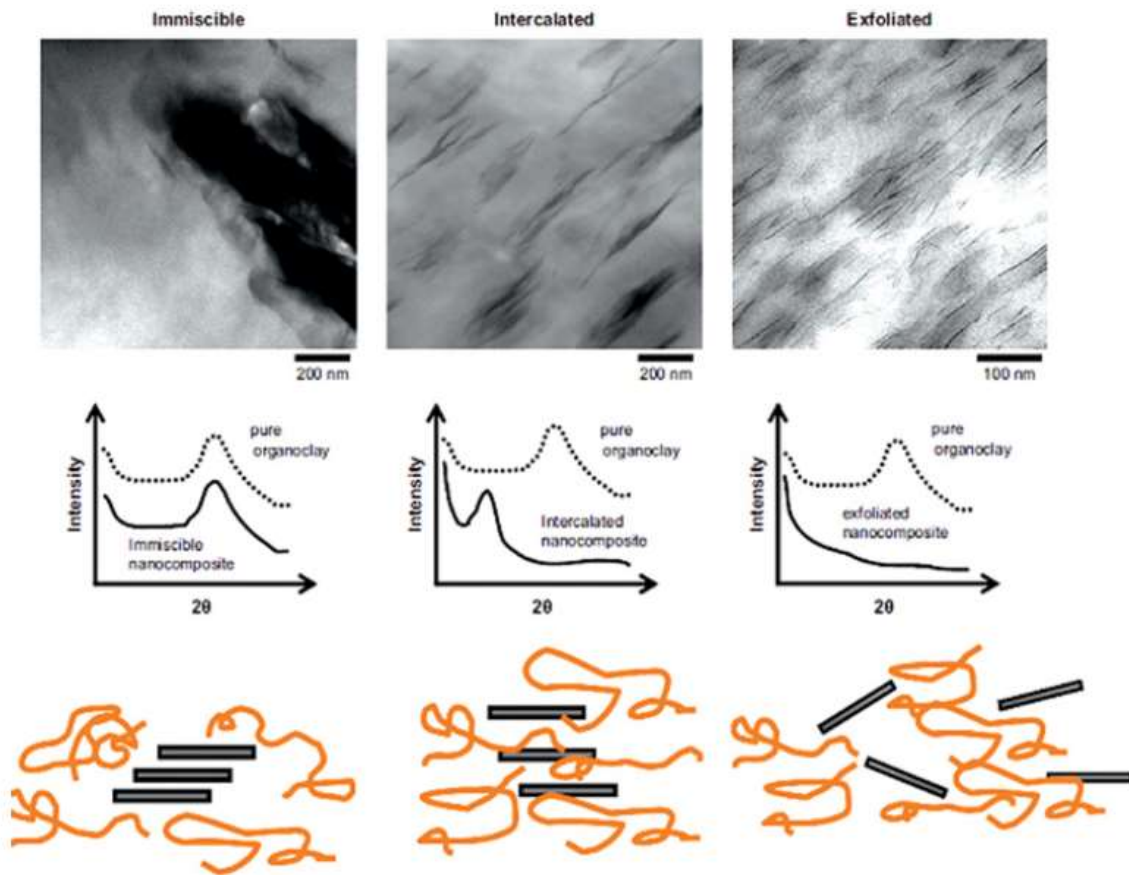 Immiscible
Intercalated
Exfoliated
200 nm
200 nm
100 nm
Intensity
pure
organoclay
Immiscible
nanocomposite
2θ
Intensity
pure
organoclay
Intercalated
nanocomposite
2θ
Intensity
pure
organoclay
exfoliated
nanocomposite
2θ